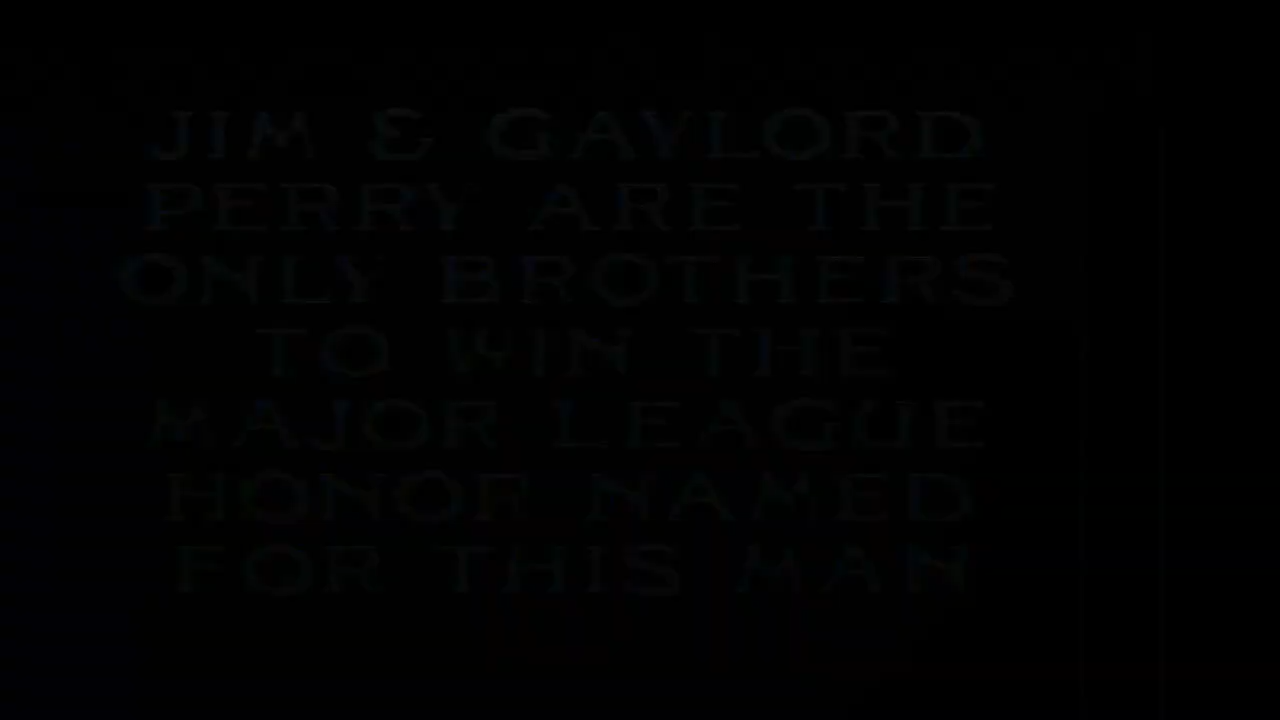 JIM & GAYLORD
PERRY ARE THE
ONLY BROTHERS
TO WIN THE
MAJOR LEAGUE
HONOR NAMED
FOR THIS MAN